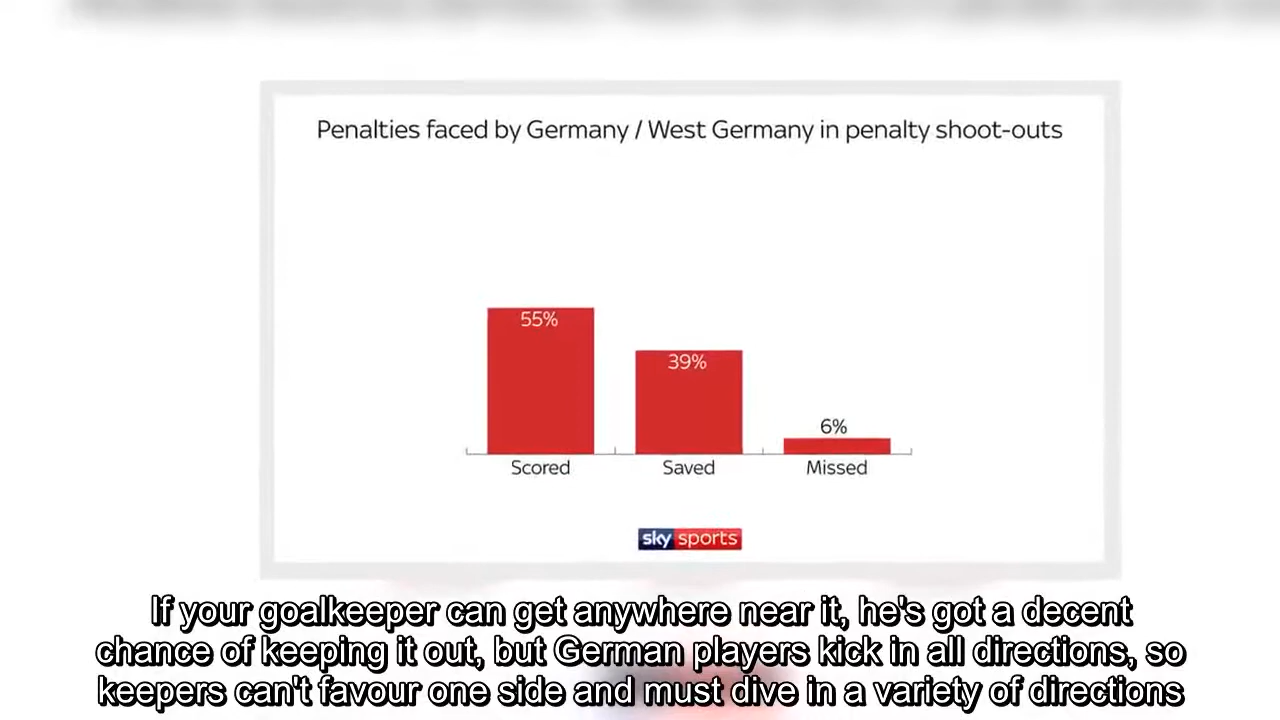 Penalties faced by Germany / West Germany in penalty shoot-outs
55%
39%
6%
Scored Saved Missed
sky sports
If your goalkeeper can get anywhere near it, he's got a decent
chance of keeping it out, but German players kick in all directions, so
keepers can't favour one side and must dive in a variety of directions